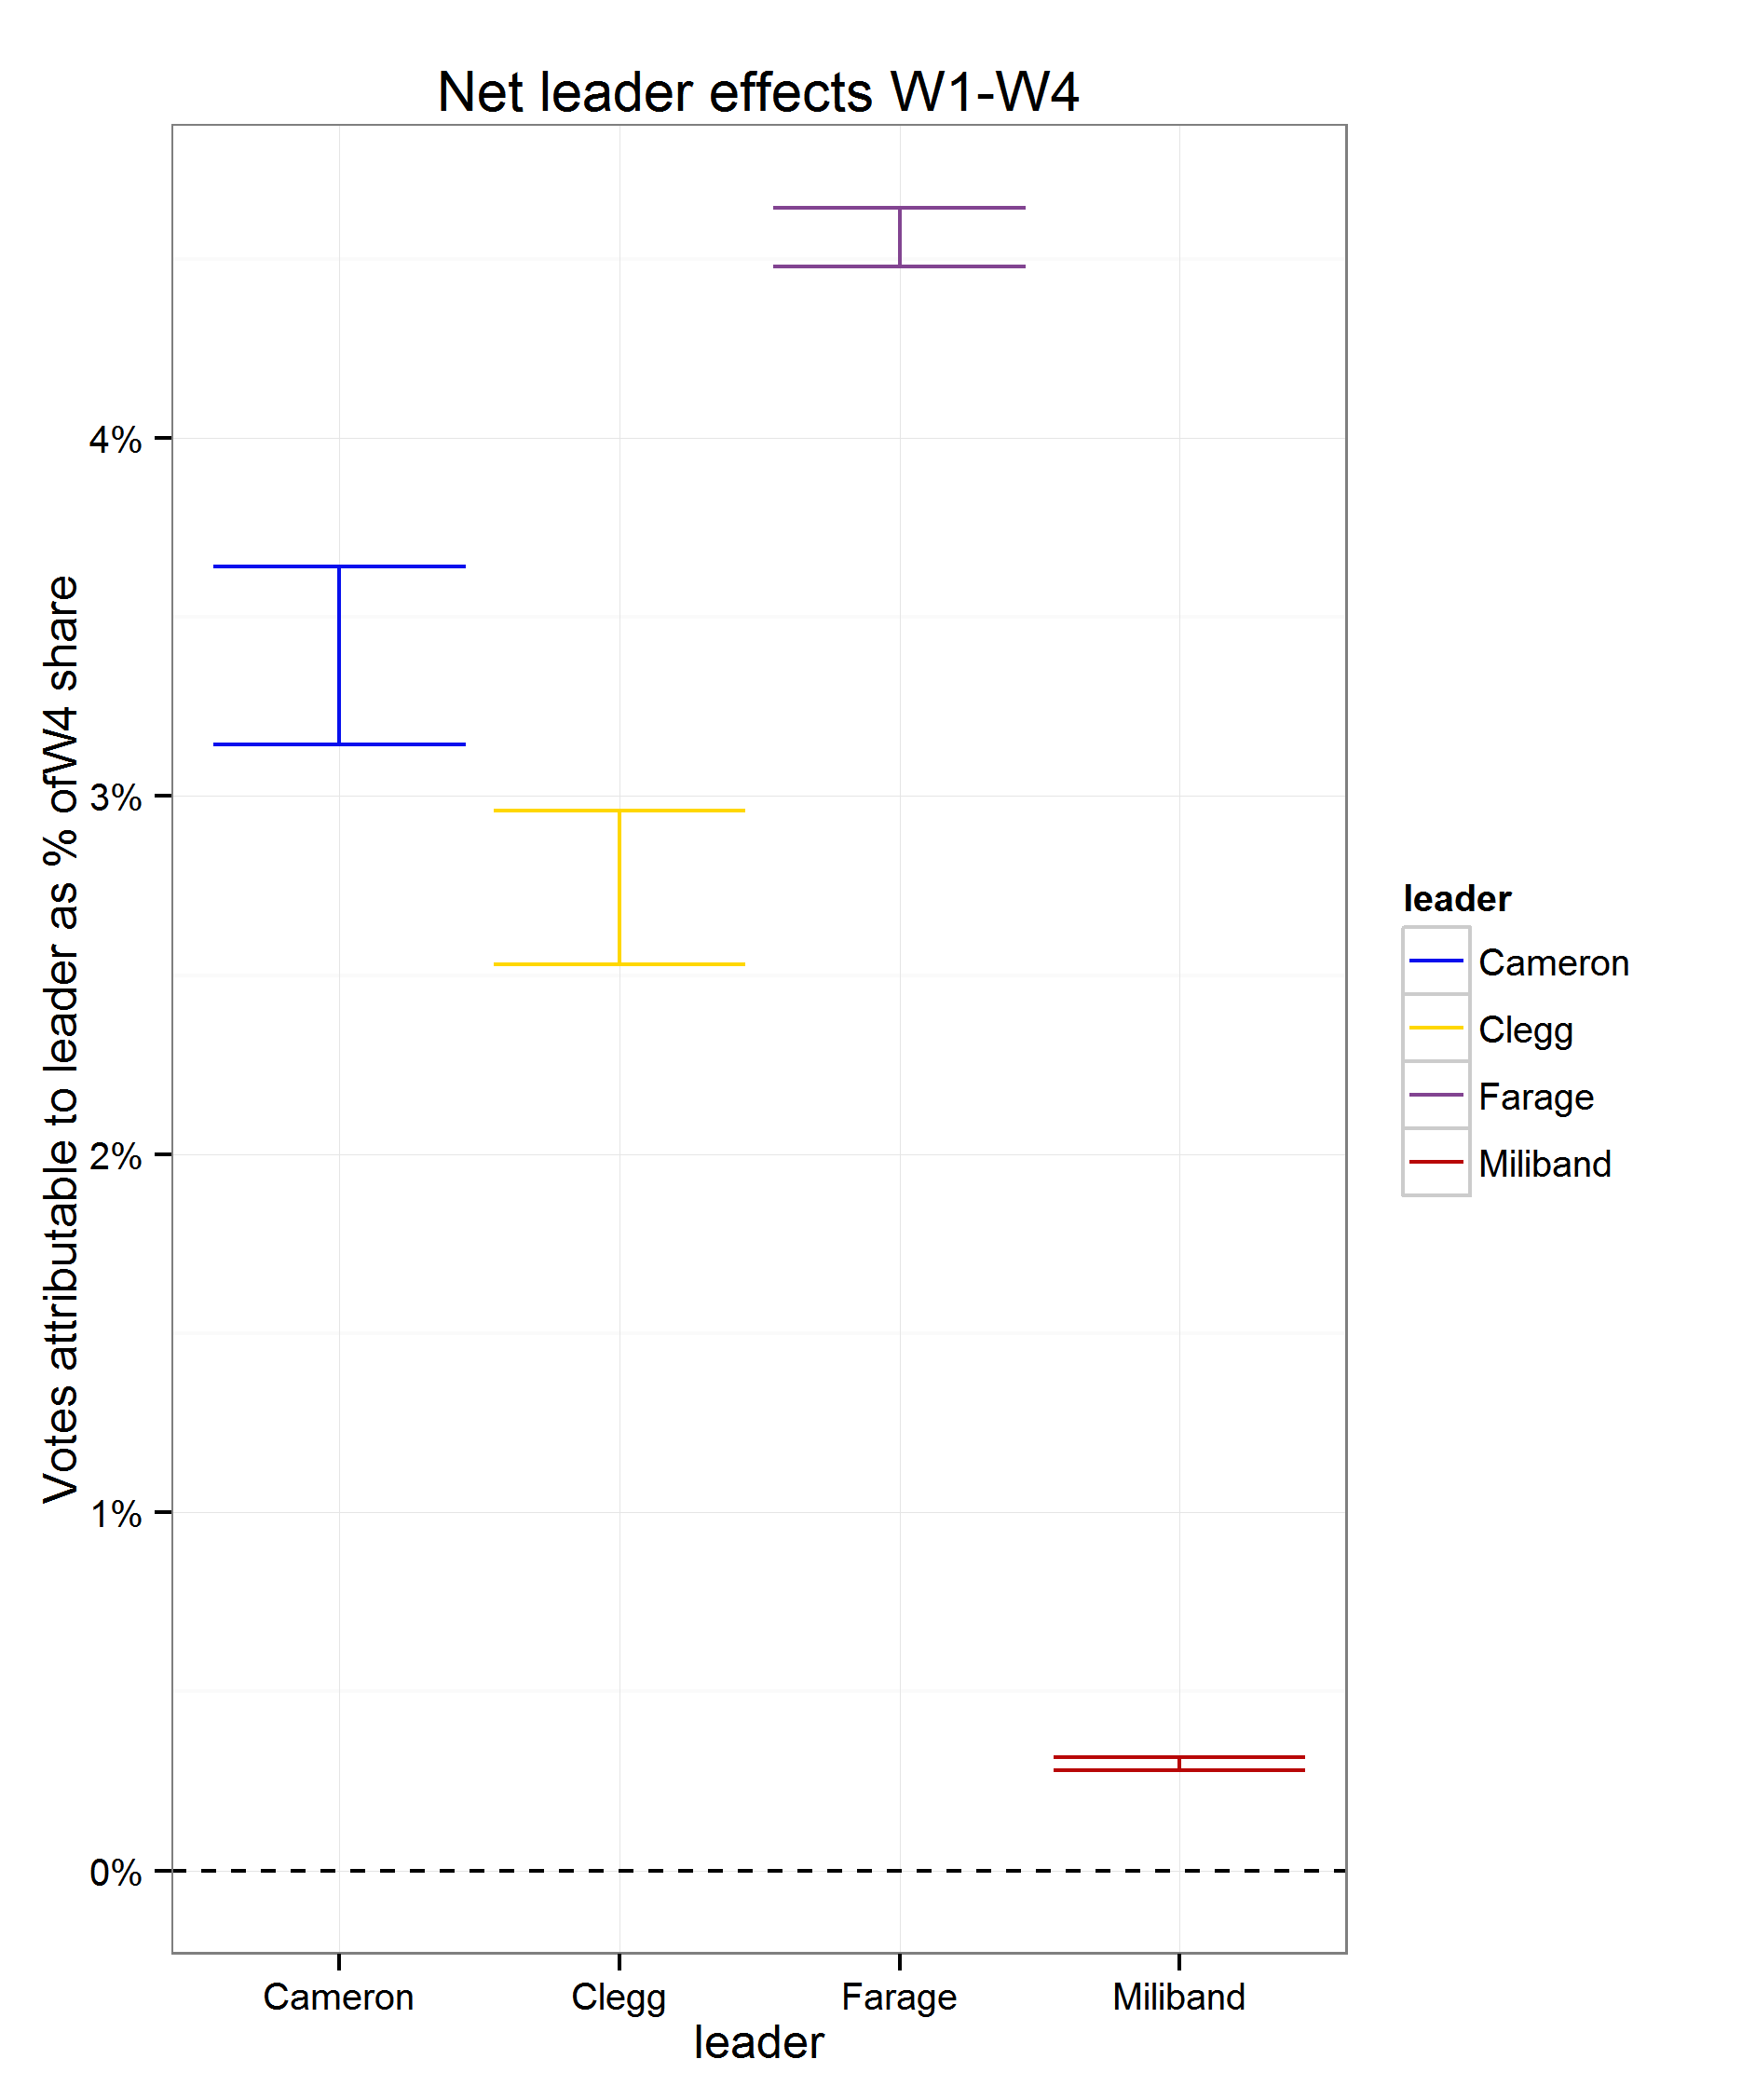 Net leader effects W1-W4
Votes attributable to leader as % ofW4 share
4%
3%
2%
1%
0%
Cameron
Clegg
Farage
Miliband
leader
leader
Cameron
Clegg
Farage
Miliband